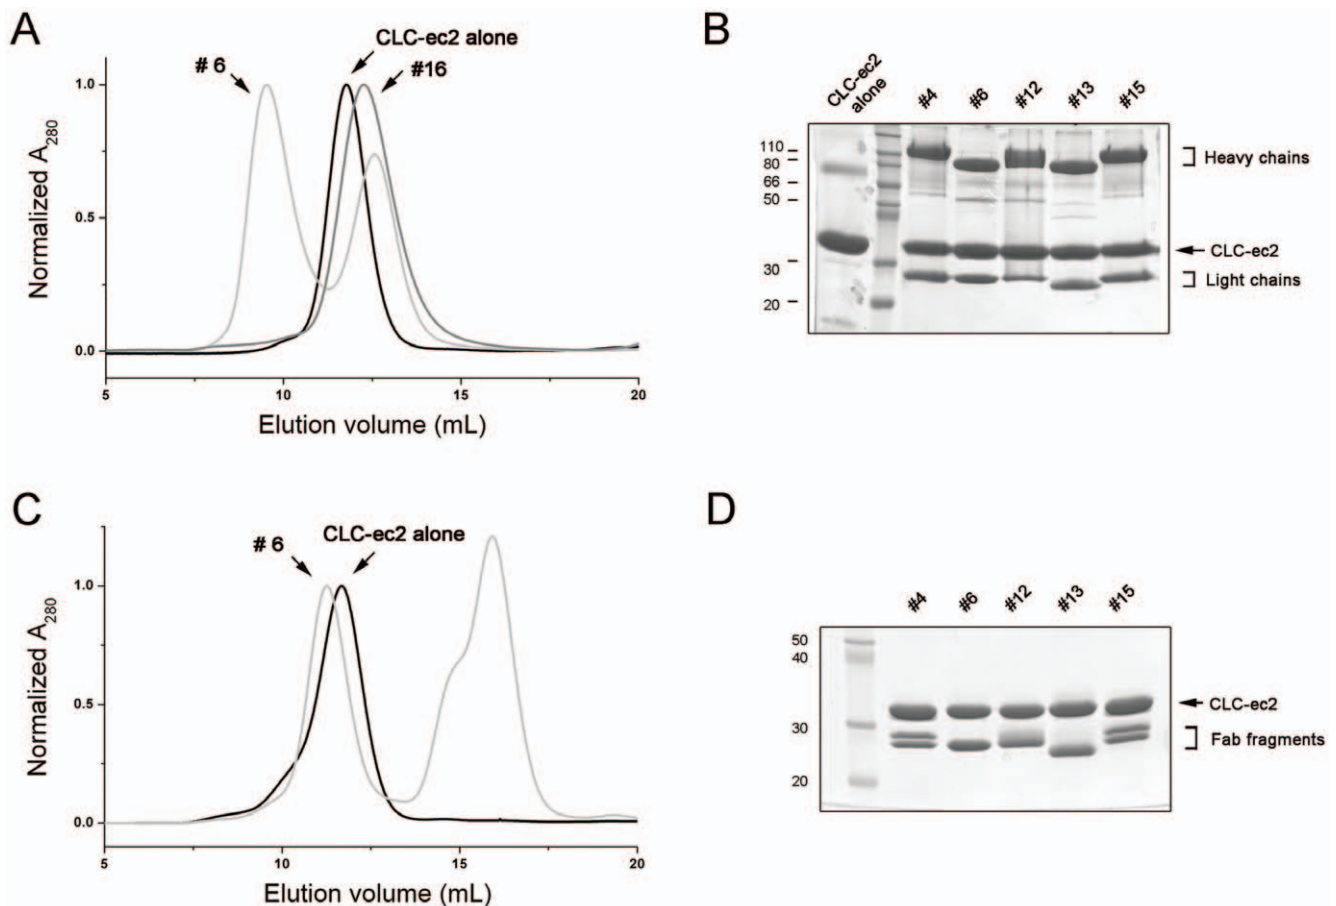 A
CLC-ec2 alone
# 6
#16
1.0
0.5
0.0
Normalized A280
5
10
15
20
Elution volume (mL)
B
CLC-ec2
alone
#4
#6
#12
#13
#15
110
80
66
50
30
20
Heavy chains
CLC-ec2
Light chains
C
CLC-ec2 alone
# 6
1.0
0.5
0.0
Normalized A280
5
10
15
20
Elution volume (mL)
D
#4
#6
#12
#13
#15
50
40
30
20
CLC-ec2
Fab fragments